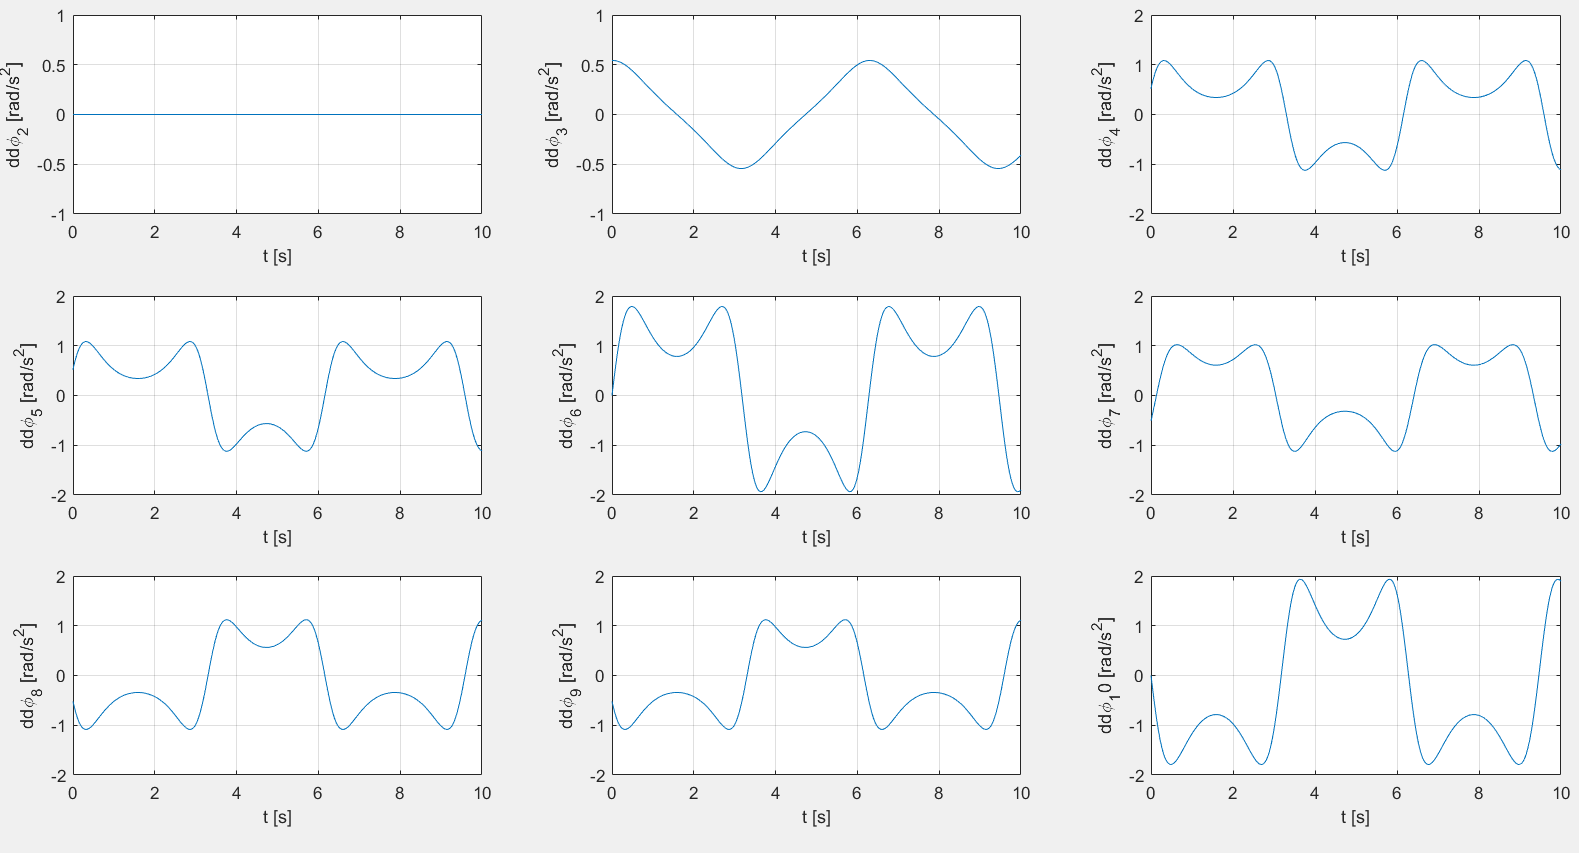 1
0.5
0
-0.5
-1
0 2 4 6 8 10
t [s]
ddϕ2 [rad/s2]
1
0.5
0
-0.5
-1
0 2 4 6 8 10
t [s]
ddϕ3 [rad/s2]
2
1
0
-1
-2
0 2 4 6 8 10
t [s]
ddϕ4 [rad/s2]
2
1
0
-1
-2
0 2 4 6 8 10
t [s]
ddϕ5 [rad/s2]
2
1
0
-1
-2
0 2 4 6 8 10
t [s]
ddϕ6 [rad/s2]
2
1
0
-1
-2
0 2 4 6 8 10
t [s]
ddϕ7 [rad/s2]
2
1
0
-1
-2
0 2 4 6 8 10
t [s]
ddϕ8 [rad/s2]
2
1
0
-1
-2
0 2 4 6 8 10
t [s]
ddϕ9 [rad/s2]
2
1
0
-1
-2
0 2 4 6 8 10
t [s]
ddϕ10 [rad/s2]